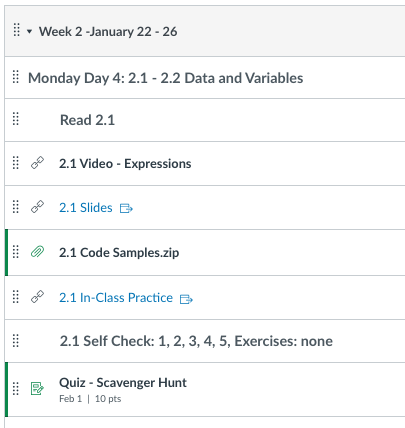 Week 2 -January 22 - 26
Monday Day 4: 2.1 - 2.2 Data and Variables
Read 2.1
2.1 Video - Expressions
2.1 Slides
2.1 Code Samples.zip
2.1 In-Class Practice
2.1 Self Check: 1, 2, 3, 4, 5, Exercises: none
Quiz - Scavenger Hunt
Feb 1 | 10 pts